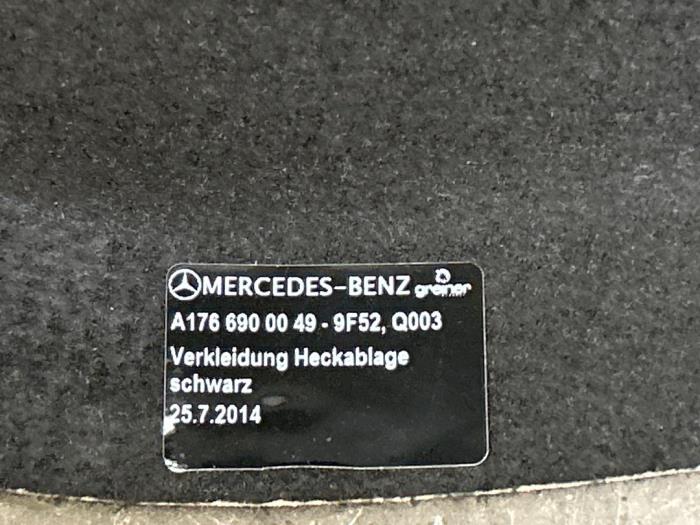 MERCEDES-BENZ greiner
A176 690 00 49 - 9F52, Q003
Verkleidung Heckablage
schwarz
25.7.2014